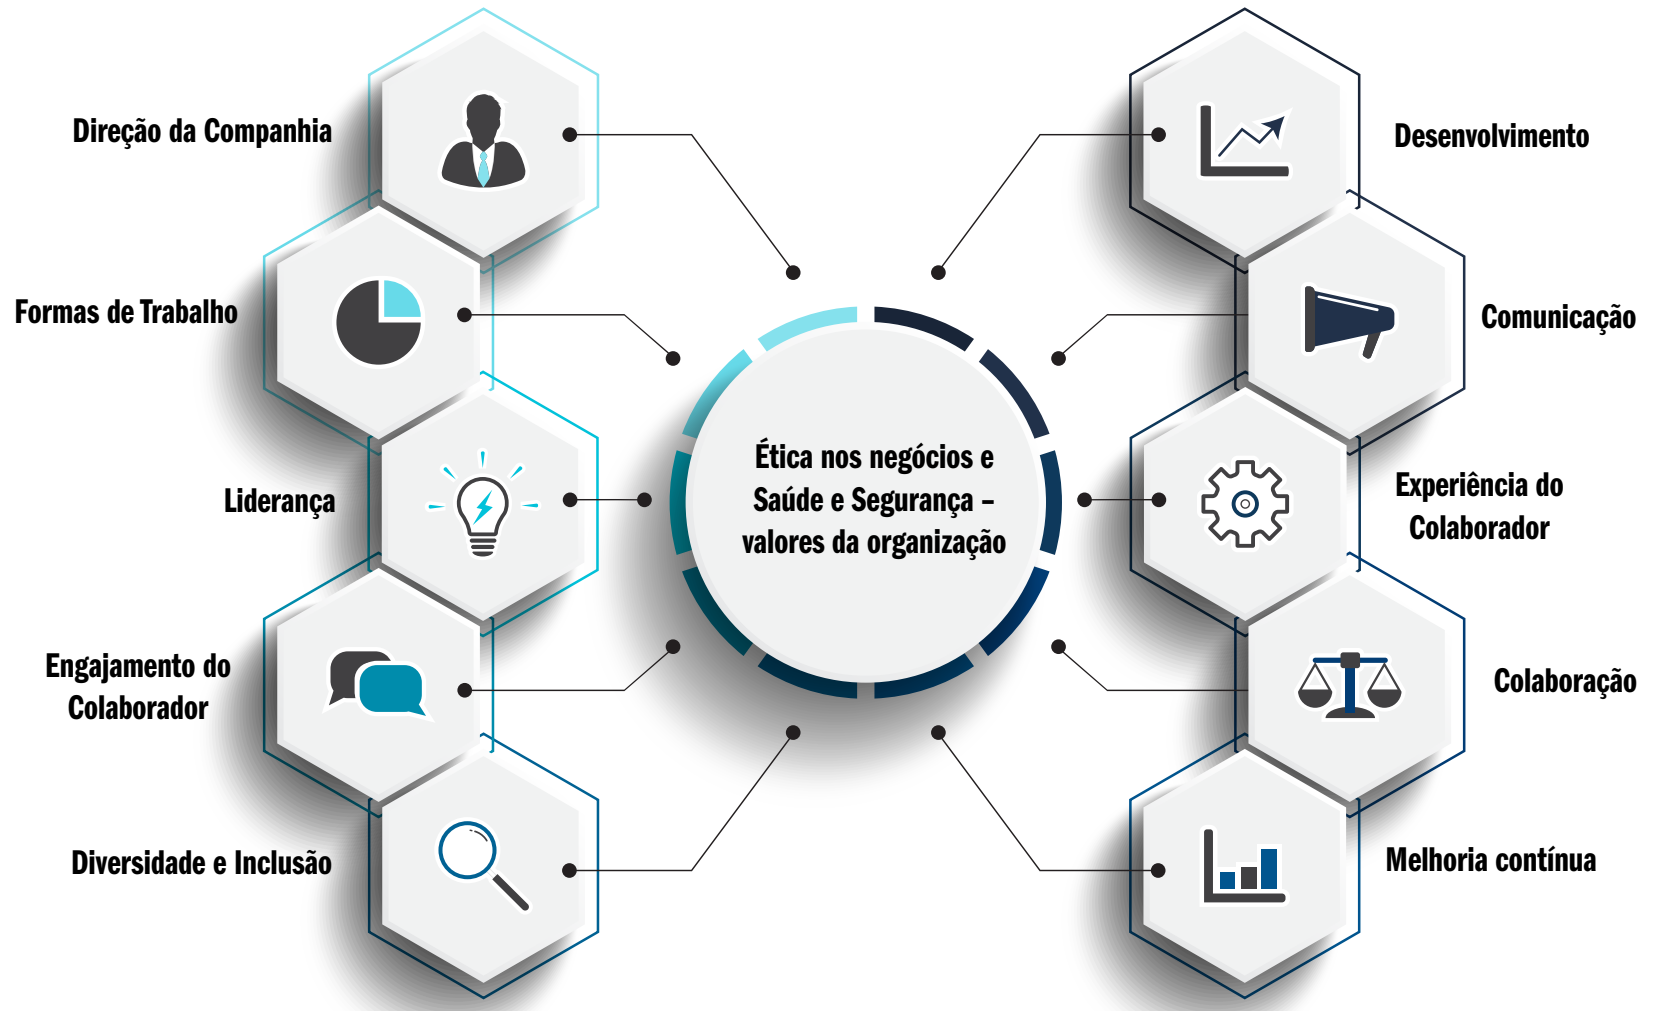 Direção da Companhia
Formas de Trabalho
Liderança
Engajamento do
Colaborador
Diversidade e Inclusão
Ética nos negócios e
Saúde e Segurança –
valores da organização
Desenvolvimento
Comunicação
Experiência do
Colaborador
Colaboração
Melhoria contínua